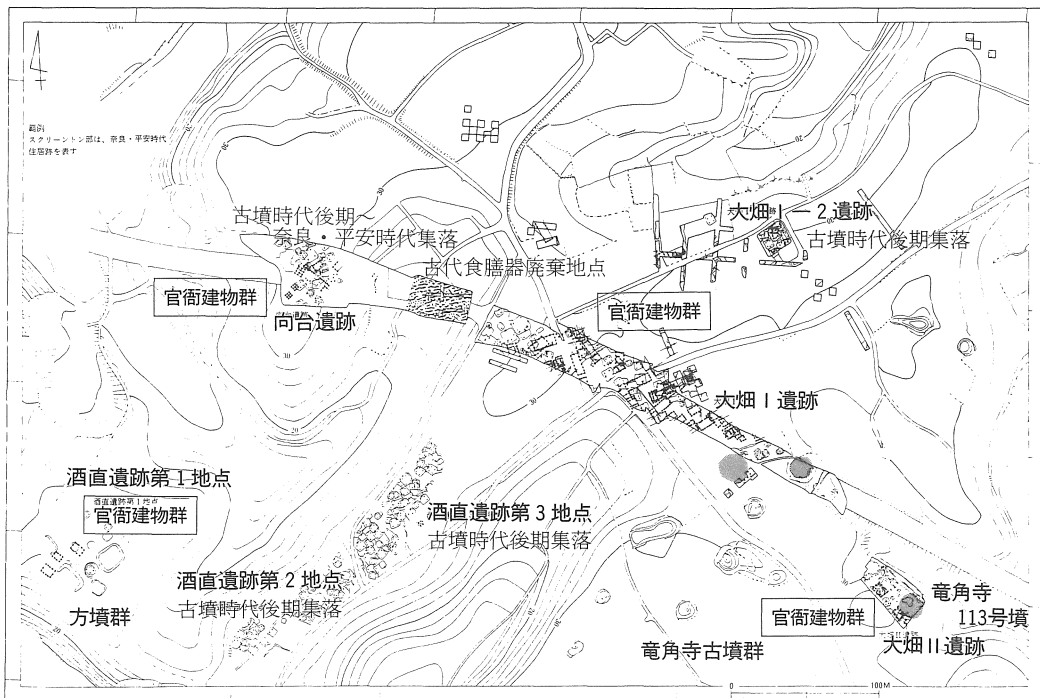 4
範例
スクリーントン部は、奈良・平安時代
住居跡を表す
大畑Ⅰ—2遺跡
古墳時代後期集落
古墳時代後期～
奈良・平安時代集落
古代食膳器廃棄地点
官衙建物群
向台遺跡
官衙建物群
大畑Ⅰ遺跡
酒直遺跡第1地点
酒直遺跡第1地点
官衙建物群
酒直遺跡第3地点
古墳時代後期集落
酒直遺跡第2地点
古墳時代後期集落
方墳群
竜角寺
113号墳
官衙建物群
大畑Ⅱ遺跡
竜角寺古墳群
0
100M